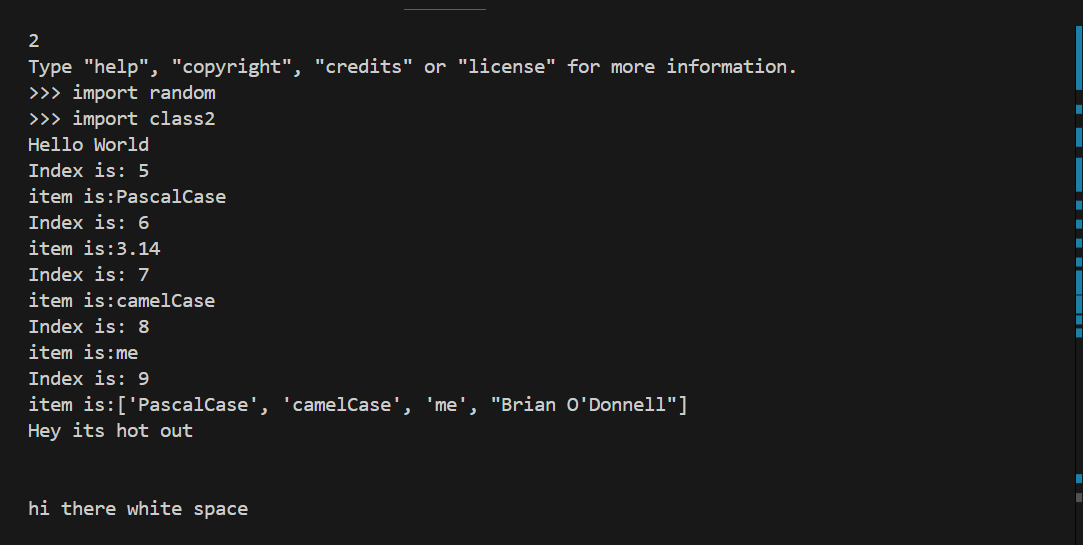 2
Type "help", "copyright", "credits" or "license" for more information.
>>> import random
>>> import class2
Hello World
Index is: 5
item is:PascalCase
Index is: 6
item is:3.14
Index is: 7
item is:camelCase
Index is: 8
item is:me
Index is: 9
item is:['PascalCase', 'camelCase', 'me', "Brian O'Donnell"]
Hey its hot out
hi there white space